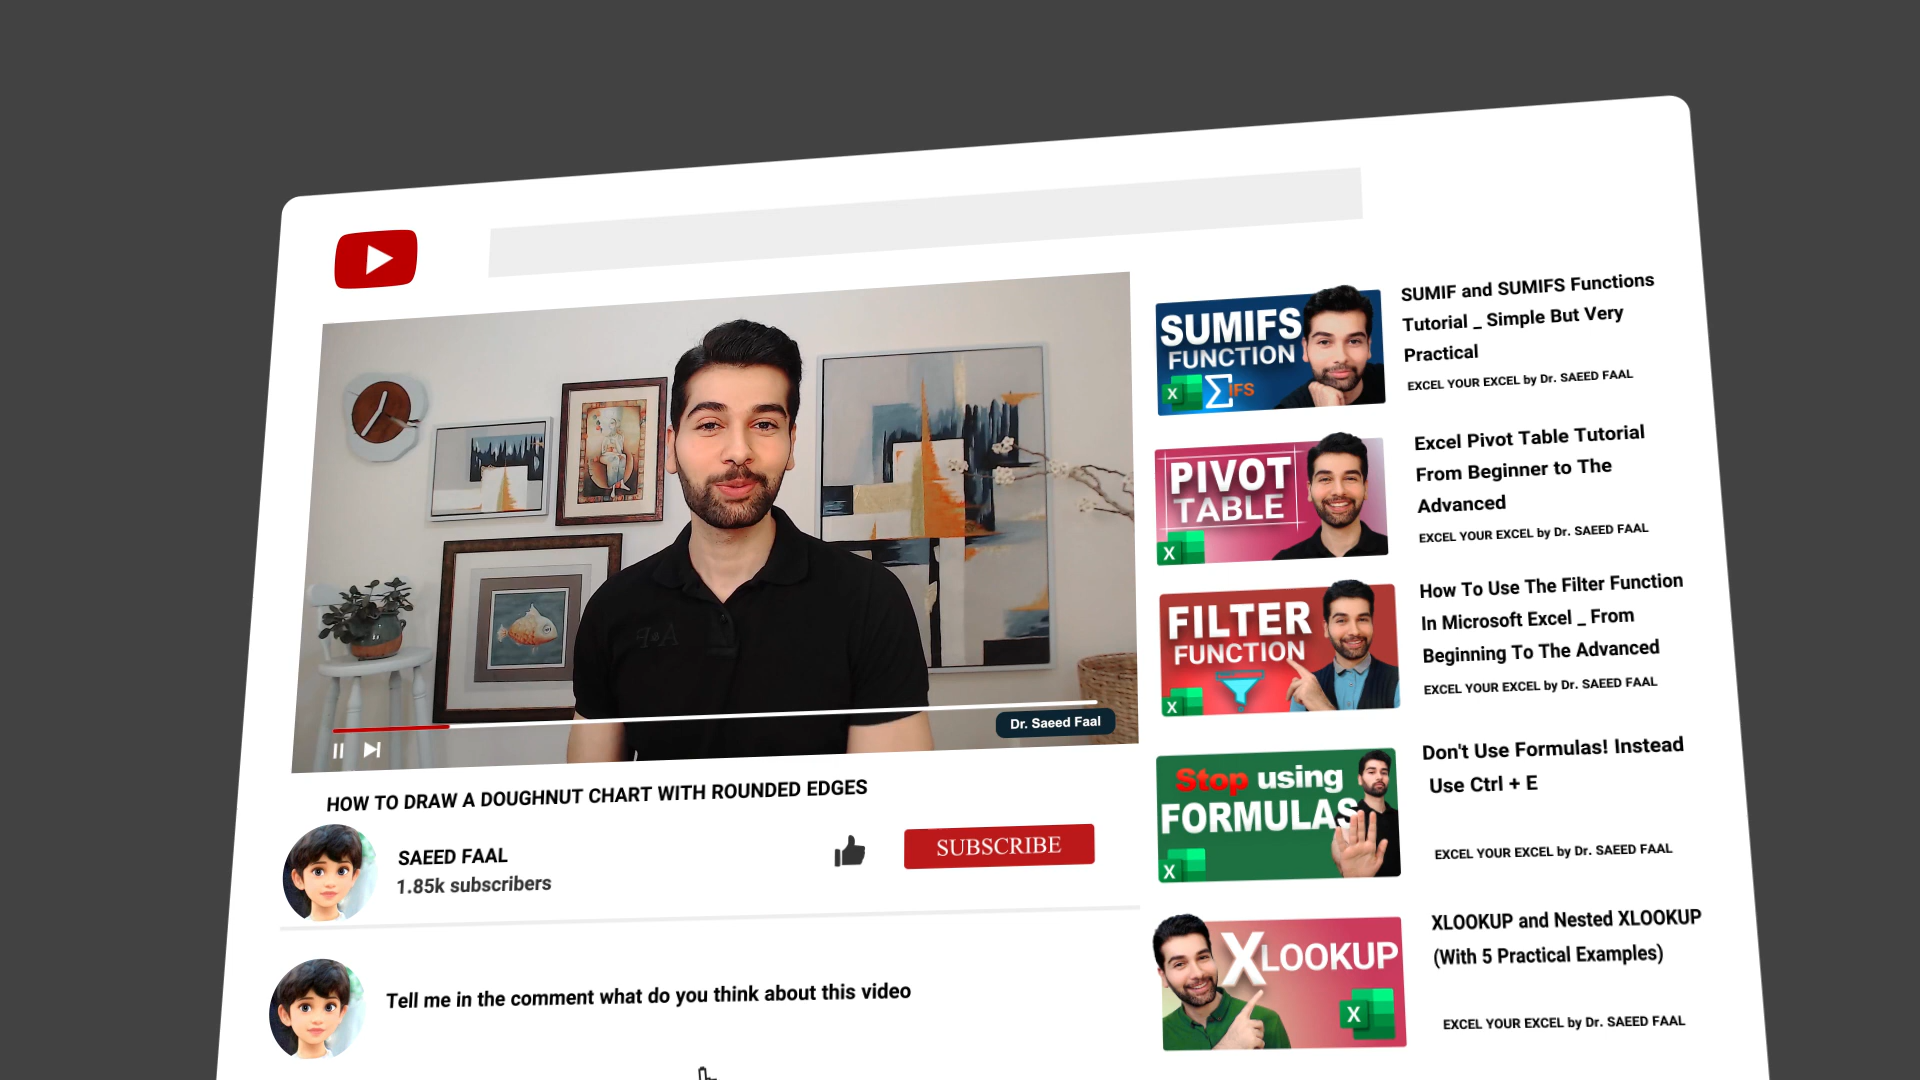 Dr. Saeed Faal
HOW TO DRAW A DOUGHNUT CHART WITH ROUNDED EDGES
SAEED FAAL
1.85k subscribers
SUBSCRIBE
Tell me in the comment what do you think about this video
SUMIFS
FUNCTION
X
Σ IFS
SUMIF and SUMIFS Functions
Tutorial _ Simple But Very
Practical
EXCEL YOUR EXCEL by Dr. SAEED FAAL
PIVOT
TABLE
X
Excel Pivot Table Tutorial
From Beginner to The
Advanced
EXCEL YOUR EXCEL by Dr. SAEED FAAL
FILTER
FUNCTION
X
How To Use The Filter Function
In Microsoft Excel _ From
Beginning To The Advanced
EXCEL YOUR EXCEL by Dr. SAEED FAAL
Stop using
FORMULAS
X
Don't Use Formulas! Instead
Use Ctrl + E
EXCEL YOUR EXCEL by Dr. SAEED FAAL
XLOOKUP
X
XLOOKUP and Nested XLOOKUP
(With 5 Practical Examples)
EXCEL YOUR EXCEL by Dr. SAEED FAAL